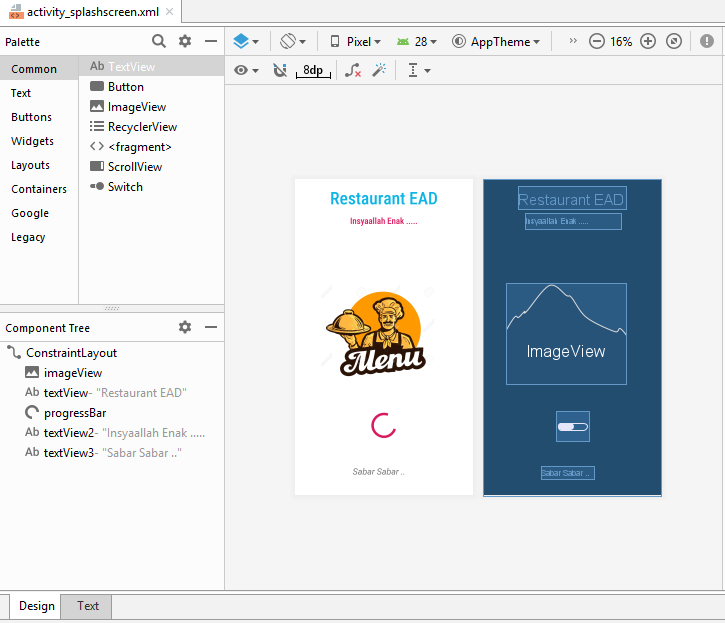 activity_splashscreen.xml
Palette
Pixel
28
AppTheme
16%
8dp
Common
Text
Buttons
Widgets
Layouts
Containers
Google
Legacy
Ab TextView
Button
ImageView
RecyclerView
<fragment>
ScrollView
Switch
Component Tree
ConstraintLayout
imageView
Ab textView- "Restaurant EAD"
progressBar
Ab textView2- "Insyaallah Enak .....
Ab textView3- "Sabar Sabar .."
Restaurant EAD
Insyaallah Enak .....
Menu
Sabar Sabar ..
Restaurant EAD
Insyaallah Enak .....
ImageView
Sabar Sabar ..
Design
Text